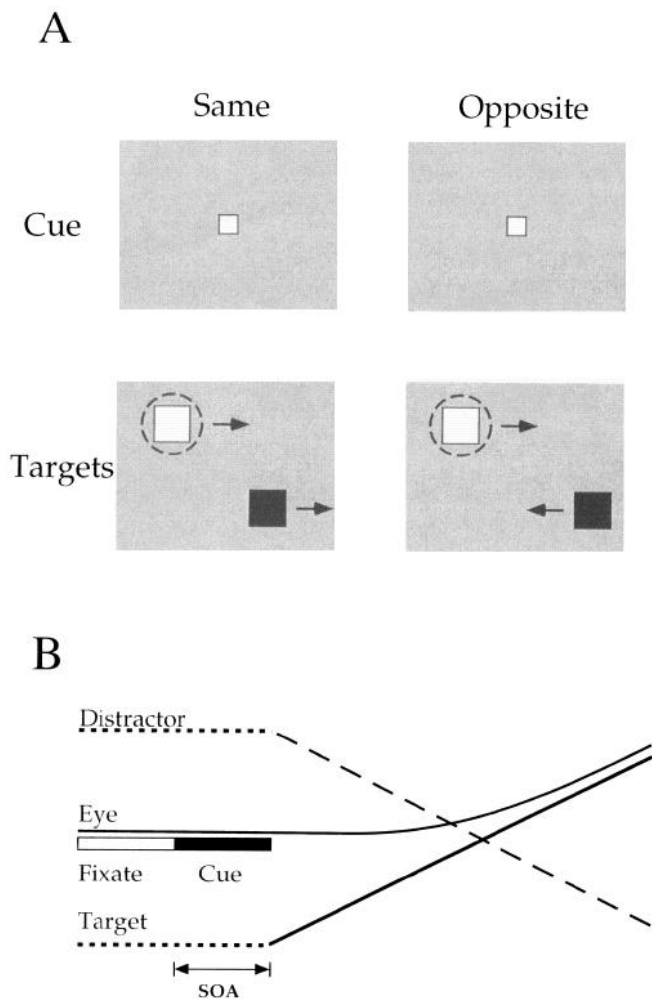 A
Same Opposite
Cue
Targets
B
Distractor
Eye
Fixate Cue
Target
SOA